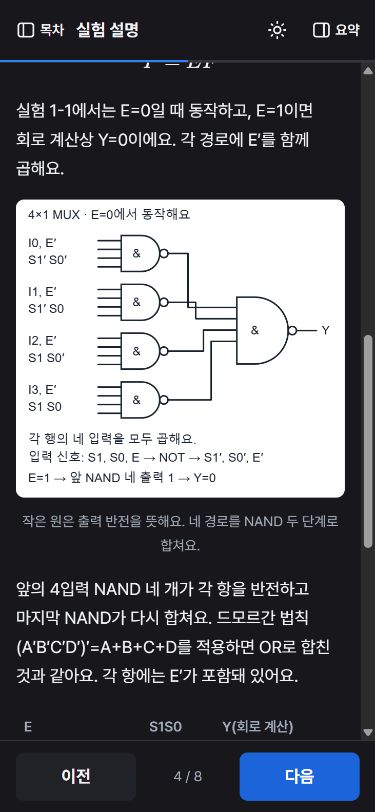 목차 실험 설명 요약
실험 1-1에서는 E=0일 때 동작하고, E=1이면
회로 계산상 Y=0이에요. 각 경로에 E′를 함께
곱해요.
4×1 MUX · E=0에서 동작해요
I0, E′
S1′ S0′
&
I1, E′
S1′ S0
&
& Y
I2, E′
S1 S0′
&
I3, E′
S1 S0
&
각 행의 네 입력을 모두 곱해요.
입력 신호: S1, S0, E → NOT → S1′, S0′, E′
E=1 → 앞 NAND 네 출력 1 → Y=0
작은 원은 출력 반전을 뜻해요. 네 경로를 NAND 두 단계로
합쳐요.
앞의 4입력 NAND 네 개가 각 항을 반전하고
마지막 NAND가 다시 합쳐요. 드모르간 법칙
(A′B′C′D′)′=A+B+C+D를 적용하면 OR로 합친
것과 같아요. 각 항에는 E′가 포함돼 있어요.
E S1S0 Y(회로 계산)
이전 4 / 8 다음